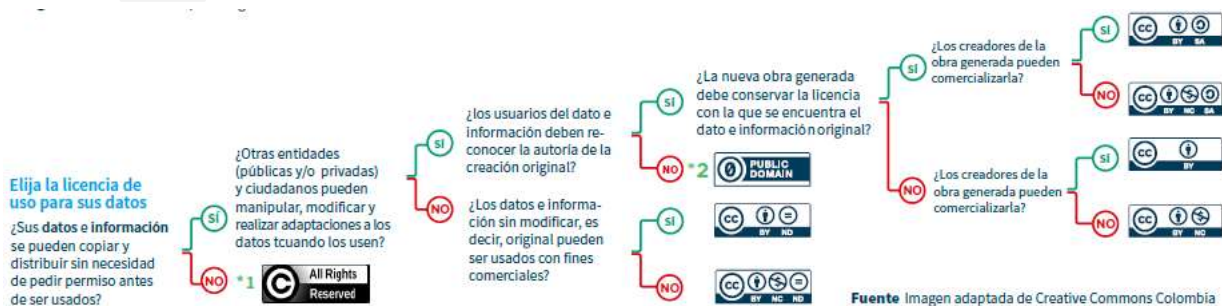 Elija la licencia de
uso para sus datos
¿Sus datos e información
se pueden copiar y
distribuir sin necesidad
de pedir permiso antes
de ser usados?
SÍ
NO
*1
All Rights
Reserved
¿Otras entidades
(públicas y/o privadas)
y ciudadanos pueden
manipular, modificar y
realizar adaptaciones a los
datos tcuando los usen?
SÍ
NO
¿los usuarios del dato e
información deben re-
conocer la autoría de la
creación original?
SÍ
NO
*2
PUBLIC
DOMAIN
¿Los datos e informa-
ción sin modificar, es
decir, original pueden
ser usados con fines
comerciales?
SÍ
CC
BY ND
NO
CC
BY NC ND
¿La nueva obra generada
debe conservar la licencia
con la que se encuentra el
dato e información original?
SÍ
NO
¿Los creadores de la
obra generada pueden
comercializarla?
SÍ
CC
BY SA
NO
CC
BY NC SA
¿Los creadores de la
obra generada pueden
comercializarla?
SÍ
CC
BY
NO
CC
BY NC
Fuente Imagen adaptada de Creative Commons Colombia